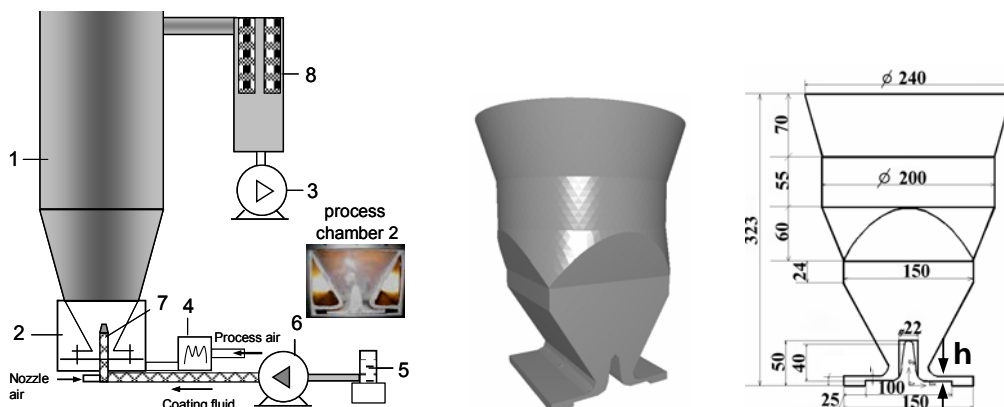 1
8
3
process
chamber 2
2
7
4
6
Process air
5
Nozzle
air
Coating fluid
ϕ 240
70
55
ϕ 200
323
60
24
150
22
50
40
h
100
25
150